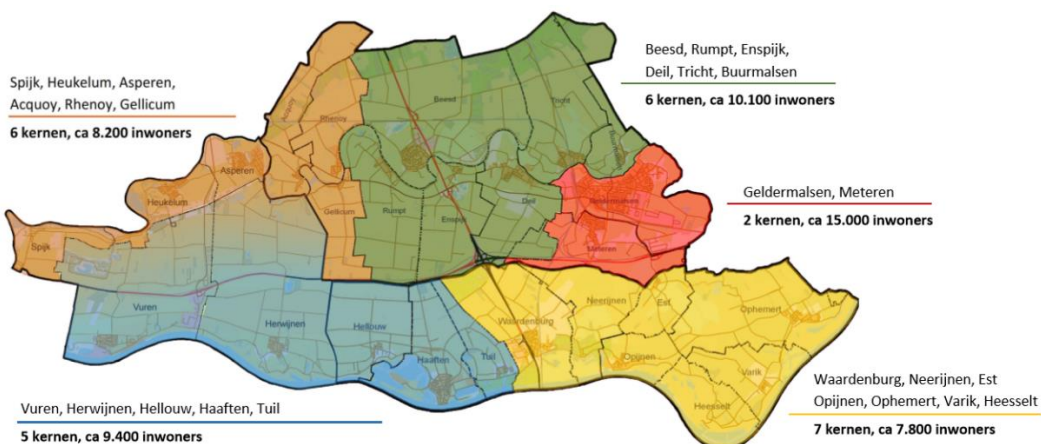 Spijk, Heukelum, Asperen,
Acquoy, Rhenoy, Gellicum
6 kernen, ca 8.200 inwoners
Beesd, Rumpt, Enspijk,
Deil, Tricht, Buurmalsen
6 kernen, ca 10.100 inwoners
Geldermalsen, Meteren
2 kernen, ca 15.000 inwoners
Acquoy
Rhenoy
Beesd
Tricht
Buurmalsen
Asperen
Heukelum
Gellicum
Rumpt
Enspijk
Deil
Geldermalsen
Meteren
Spijk
Vuren
Herwijnen
Hellouw
Haaften
Tuil
Waardenburg
Neerijnen
Est
Ophemert
Opijnen
Varik
Heesselt
Vuren, Herwijnen, Hellouw, Haaften, Tuil
5 kernen, ca 9.400 inwoners
Waardenburg, Neerijnen, Est
Opijnen, Ophemert, Varik, Heesselt
7 kernen, ca 7.800 inwoners